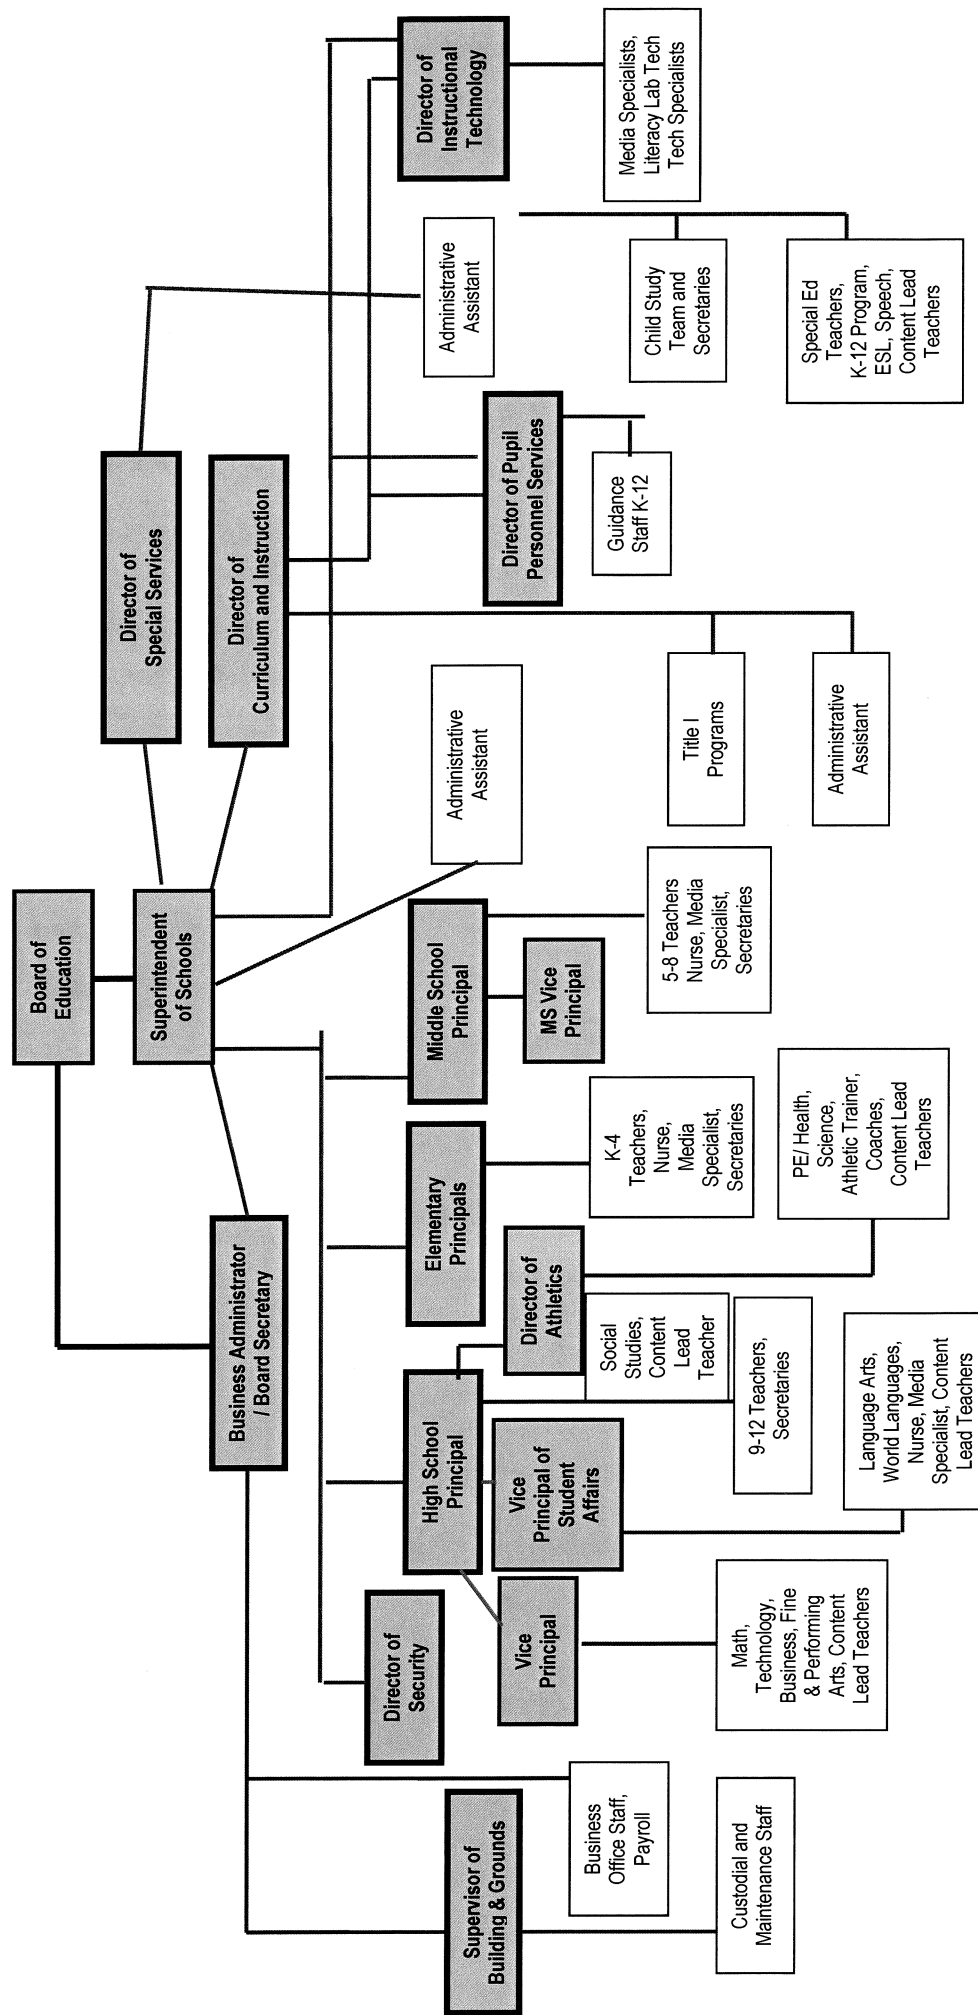 Board of
Education
Superintendent
of Schools
Business Administrator
/ Board Secretary
Director of
Special Services
Director of
Curriculum and Instruction
Director of
Security
High School
Principal
Elementary
Principals
Middle School
Principal
Administrative
Assistant
Administrative
Assistant
Director of
Instructional
Technology
Supervisor of
Building & Grounds
Vice
Principal
Vice
Principal of
Student
Affairs
Director of
Athletics
MS Vice
Principal
Director of Pupil
Personnel Services
Business
Office Staff,
Payroll
Social
Studies,
Content
Lead
Teacher
K-4
Teachers,
Nurse,
Media
Specialist,
Secretaries
5-8 Teachers
Nurse, Media
Specialist,
Secretaries
Guidance
Staff K-12
Child Study
Team and
Secretaries
Media Specialists,
Literacy Lab Tech
Tech Specialists
Title I
Programs
Custodial and
Maintenance Staff
Math,
Technology,
Business, Fine
& Performing
Arts, Content
Lead Teachers
9-12 Teachers,
Secretaries
PE/ Health,
Science,
Athletic Trainer,
Coaches,
Content Lead
Teachers
Administrative
Assistant
Special Ed
Teachers,
K-12 Program,
ESL, Speech,
Content Lead
Teachers
Language Arts,
World Languages,
Nurse, Media
Specialist, Content
Lead Teachers